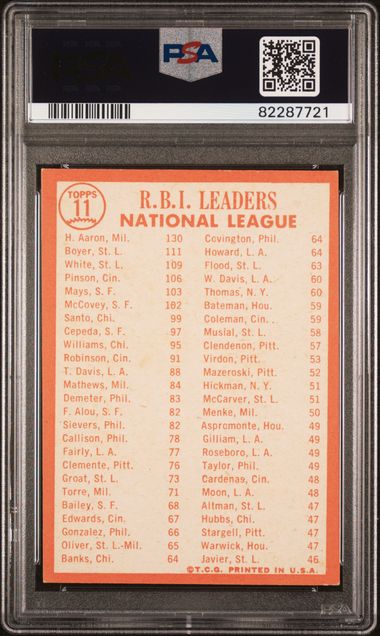 PSA
82287721
TOPPS
11
R.B.I. LEADERS
NATIONAL LEAGUE
H. Aaron, Mil. 130
Boyer, St. L. 111
White, St. L. 109
Pinson, Cin. 106
Mays, S. F. 103
McCovey, S. F. 102
Santo, Chi. 99
Cepeda, S. F. 97
Williams, Chi. 95
Robinson, Cin. 91
T. Davis, L. A. 88
Mathews, Mil. 84
Demeter, Phil. 83
F. Alou, S. F. 82
Sievers, Phil. 82
Callison, Phil. 78
Fairly, L. A. 77
Clemente, Pitt. 76
Groat, St. L. 73
Torre, Mil. 71
Bailey, S. F. 68
Edwards, Cin. 67
Gonzalez, Phil. 66
Oliver, St. L.-Mil. 65
Banks, Chi. 64
Covington, Phil. 64
Howard, L. A. 64
Flood, St. L. 63
W. Davis, L. A. 60
Thomas, N. Y. 60
Bateman, Hou. 59
Coleman, Cin. 59
Musial, St. L. 58
Clendenon, Pitt. 57
Virdon, Pitt. 53
Mazeroski, Pitt. 52
Hickman, N. Y. 51
McCarver, St. L. 51
Menke, Mil. 50
Aspromonte, Hou. 49
Gilliam, L. A. 49
Roseboro, L. A. 49
Taylor, Phil. 49
Cardenas, Cin. 48
Moon, L. A. 48
Altman, St. L. 47
Hubbs, Chi. 47
Stargell, Pitt. 47
Warwick, Hou. 47
Javier, St. L. 46
©T.C.G. PRINTED IN U.S.A.
PSA